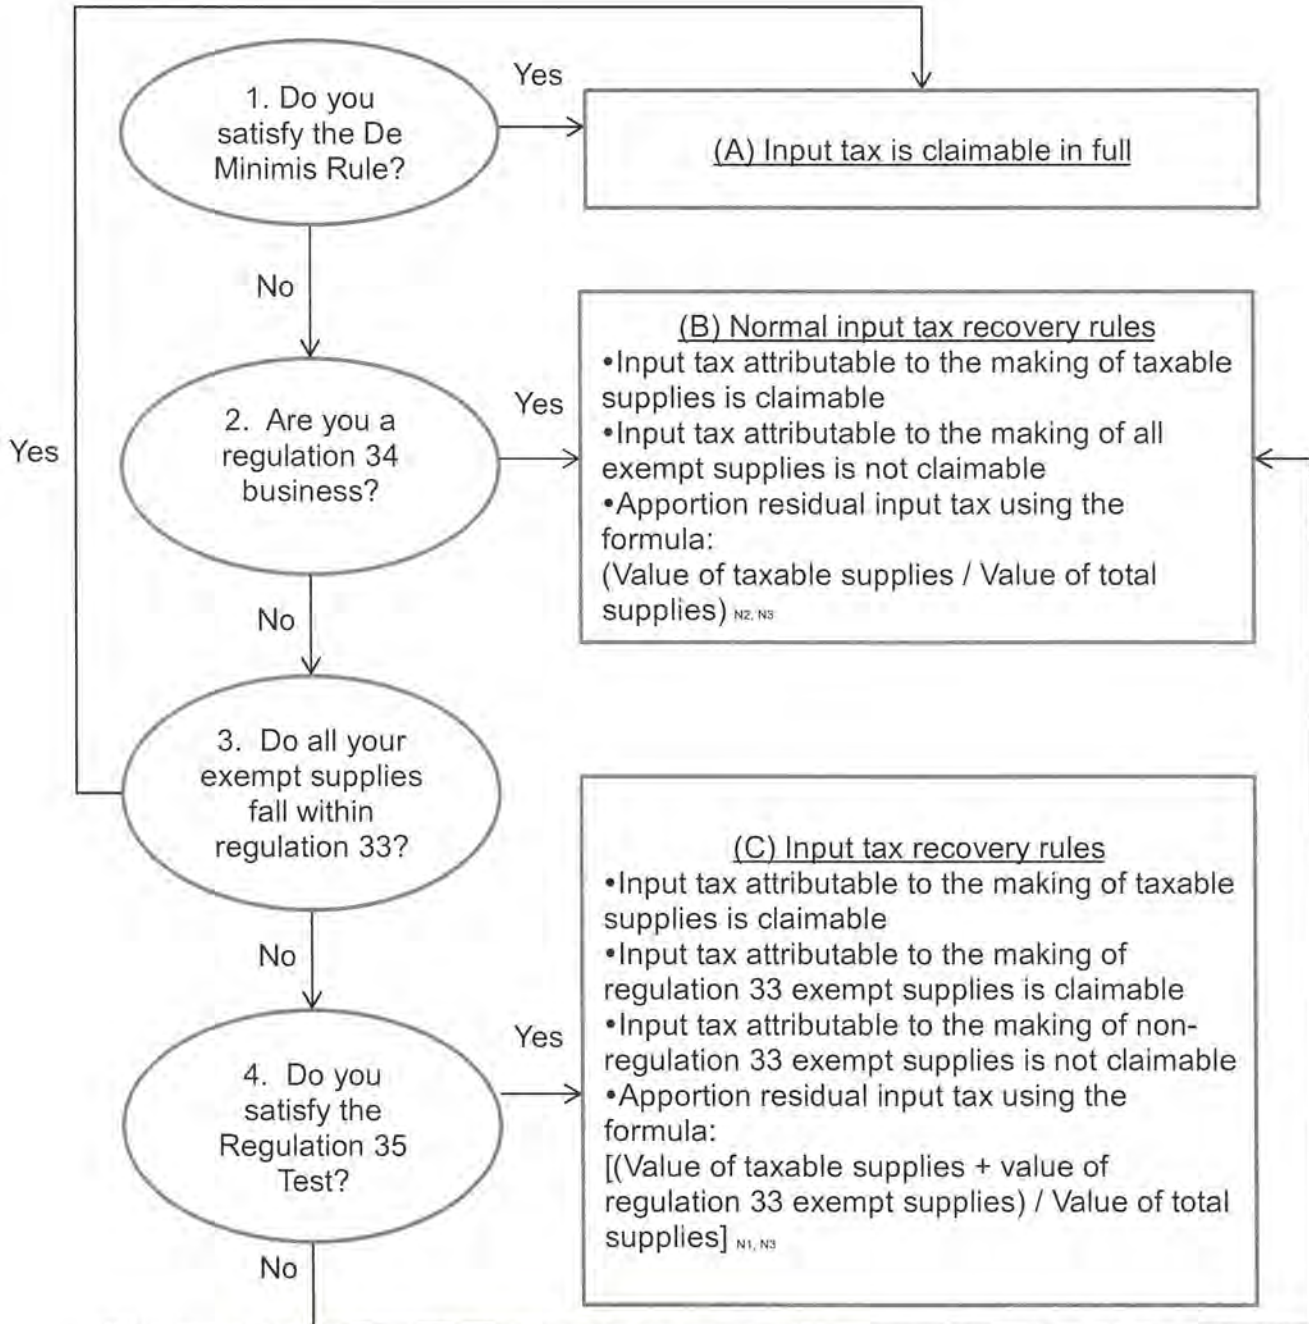 1. Do you
satisfy the De
Minimis Rule?
Yes
(A) Input tax is claimable in full
No
2. Are you a
regulation 34
business?
Yes
(B) Normal input tax recovery rules
•Input tax attributable to the making of taxable
supplies is claimable
•Input tax attributable to the making of all
exempt supplies is not claimable
•Apportion residual input tax using the
formula:
(Value of taxable supplies / Value of total
supplies) N2, N3
Yes
No
3. Do all your
exempt supplies
fall within
regulation 33?
No
4. Do you
satisfy the
Regulation 35
Test?
Yes
(C) Input tax recovery rules
•Input tax attributable to the making of taxable
supplies is claimable
•Input tax attributable to the making of
regulation 33 exempt supplies is claimable
•Input tax attributable to the making of non-
regulation 33 exempt supplies is not claimable
•Apportion residual input tax using the
formula:
[(Value of taxable supplies + value of
regulation 33 exempt supplies) / Value of total
supplies] N1, N3
No